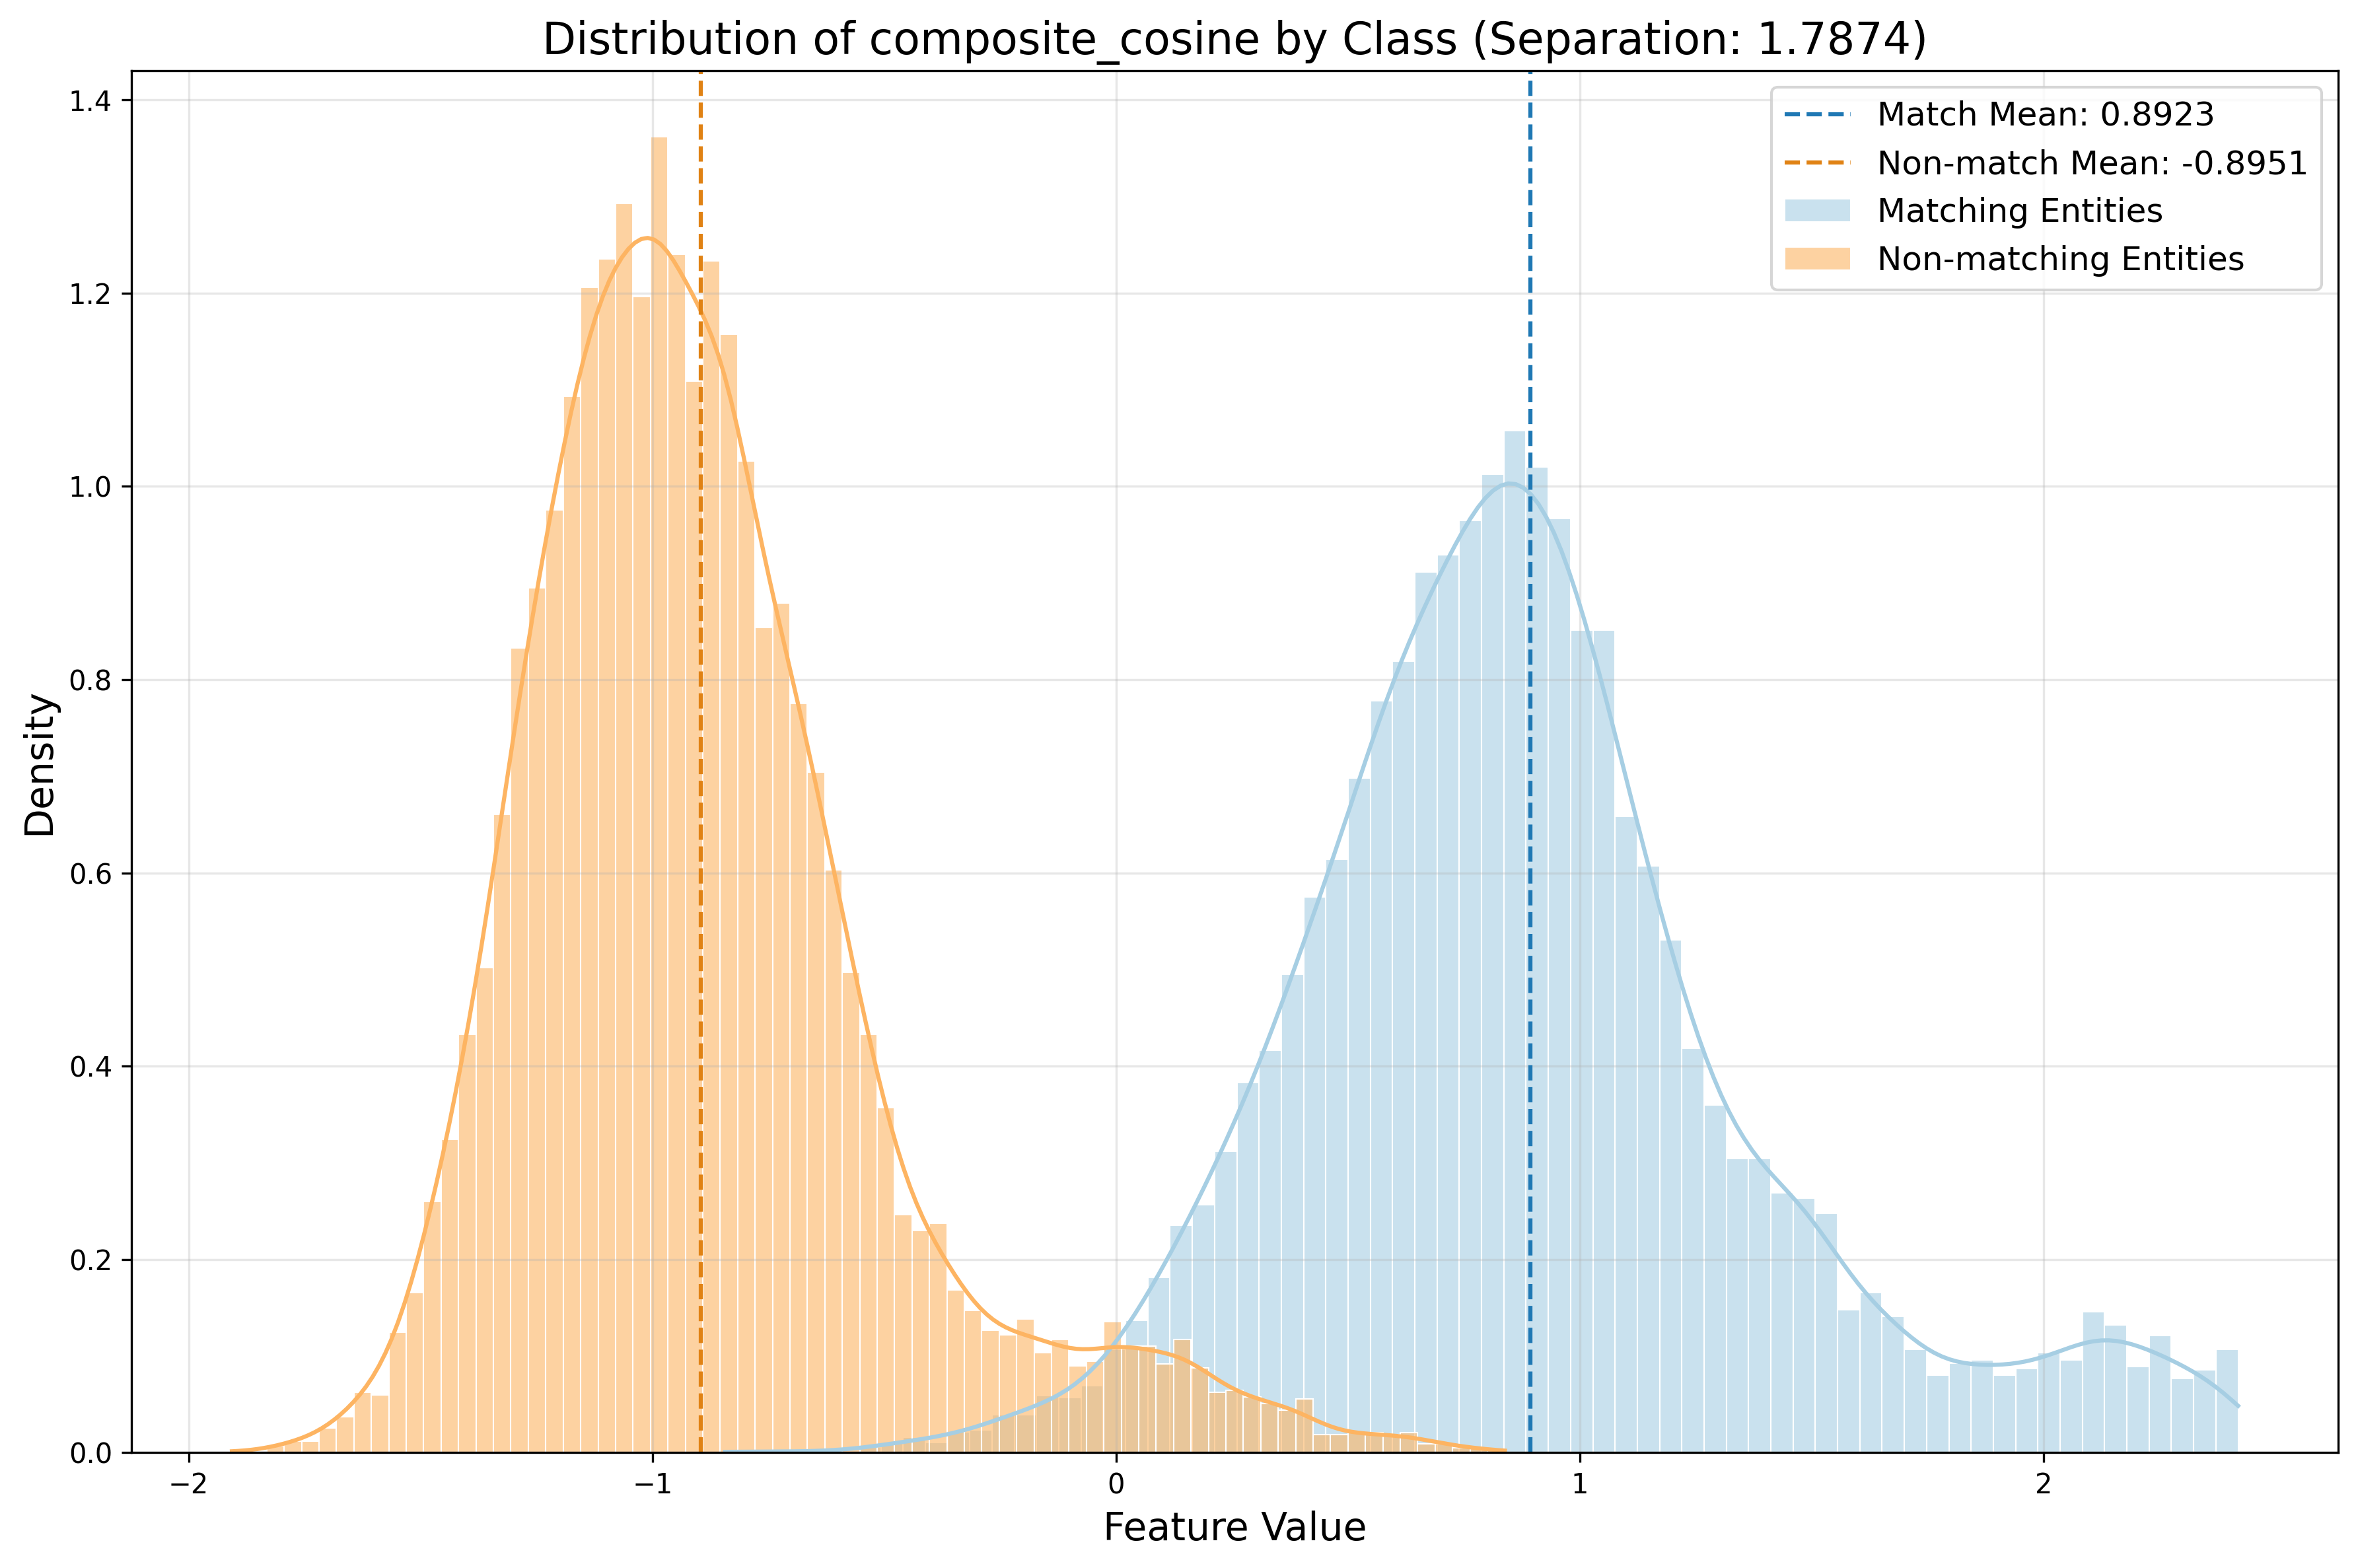 Distribution of composite_cosine by Class (Separation: 1.7874)
Match Mean: 0.8923
Non-match Mean: -0.8951
Matching Entities
Non-matching Entities
1.4
1.2
1.0
0.8
0.6
0.4
0.2
0.0
Density
−2
−1
0
1
2
Feature Value